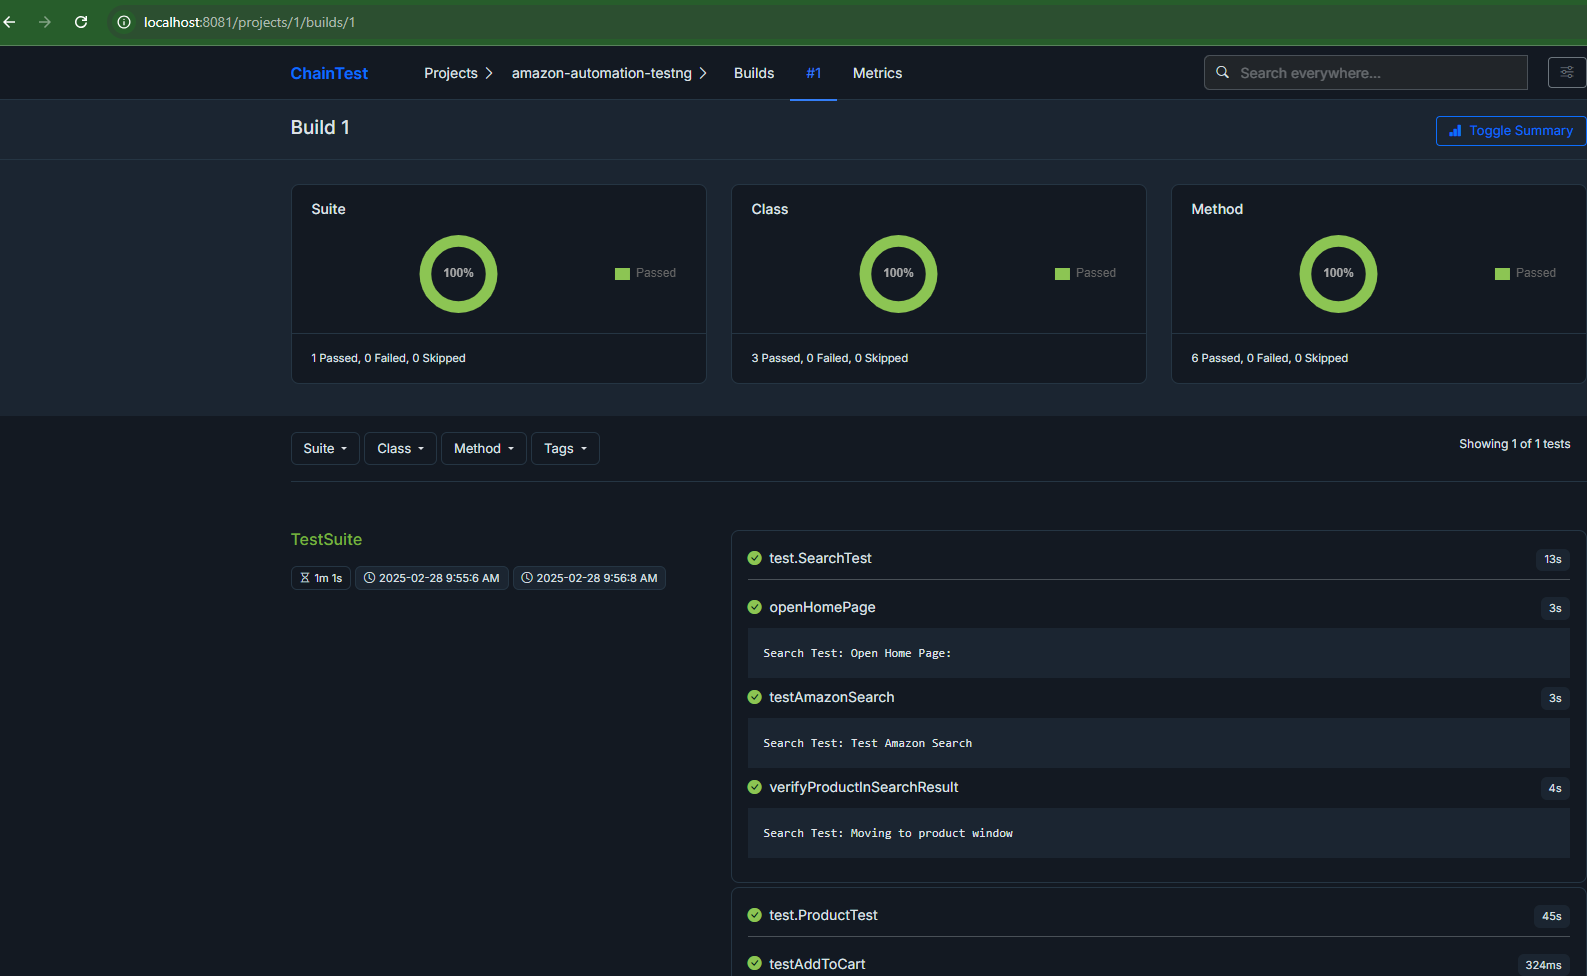 localhost:8081/projects/1/builds/1
ChainTest Projects amazon-automation-testng Builds #1 Metrics Search everywhere...
Build 1
Toggle Summary
Suite
100%
Passed
1 Passed, 0 Failed, 0 Skipped
Class
100%
Passed
3 Passed, 0 Failed, 0 Skipped
Method
100%
Passed
6 Passed, 0 Failed, 0 Skipped
Suite Class Method Tags
Showing 1 of 1 tests
TestSuite
1m 1s 2025-02-28 9:55:6 AM 2025-02-28 9:56:8 AM
test.SearchTest 13s
openHomePage 3s
Search Test: Open Home Page:
testAmazonSearch 3s
Search Test: Test Amazon Search
verifyProductInSearchResult 4s
Search Test: Moving to product window
test.ProductTest 45s
testAddToCart 324ms